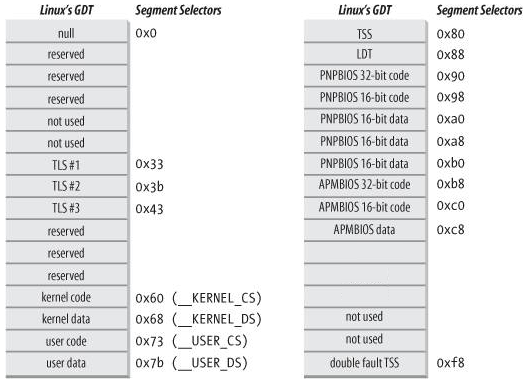 Linux's GDT Segment Selectors
null 0x0
reserved
reserved
reserved
not used
not used
TLS #1 0x33
TLS #2 0x3b
TLS #3 0x43
reserved
reserved
reserved
kernel code 0x60 (__KERNEL_CS)
kernel data 0x68 (__KERNEL_DS)
user code 0x73 (__USER_CS)
user data 0x7b (__USER_DS)
Linux's GDT Segment Selectors
TSS 0x80
LDT 0x88
PNPBIOS 32-bit code 0x90
PNPBIOS 16-bit code 0x98
PNPBIOS 16-bit data 0xa0
PNPBIOS 16-bit data 0xa8
PNPBIOS 16-bit data 0xb0
APMBIOS 32-bit code 0xb8
APMBIOS 16-bit code 0xc0
APMBIOS data 0xc8
not used
not used
double fault TSS 0xf8